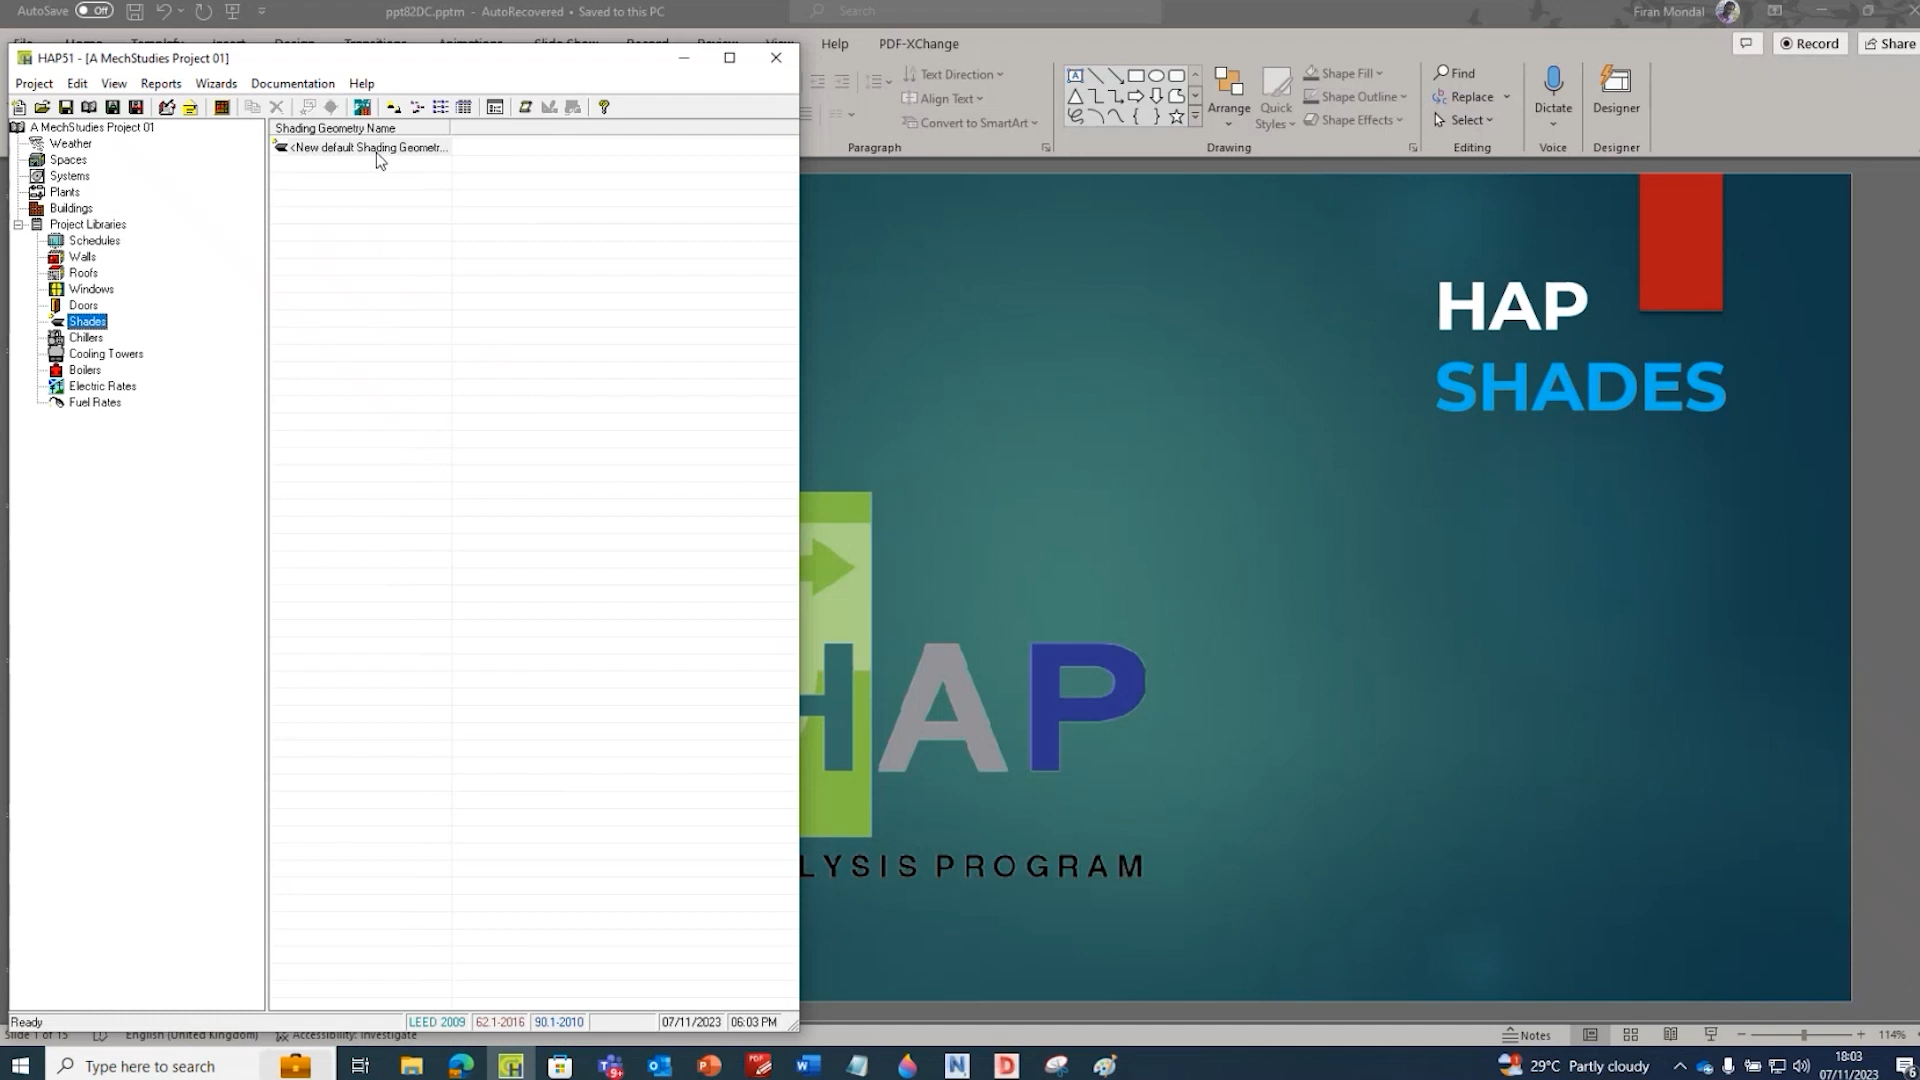 AutoSave Off ppt82DC.pptm - AutoRecovered • Saved to this PC Search Firan Mondal
Help PDF-XChange Record Share
HAP51 - [A MechStudies Project 01]
Project Edit View Reports Wizards Documentation Help
A MechStudies Project 01
Weather
Spaces
Systems
Plants
Buildings
Project Libraries
Schedules
Walls
Roofs
Windows
Doors
Shades
Chillers
Cooling Towers
Boilers
Electric Rates
Fuel Rates
Shading Geometry Name
<New default Shading Geometr...
Text Direction
Align Text
Convert to SmartArt
Paragraph
Arrange
Quick
Styles
Shape Fill
Shape Outline
Shape Effects
Drawing
Find
Replace
Select
Editing
Dictate
Voice
Designer
Designer
HAP
SHADES
HAP
LYSIS PROGRAM
Ready LEED 2009 62.1-2016 90.1-2010 07/11/2023 06:03 PM
Slide 1 of 15 English (United Kingdom) Accessibility: Investigate Notes 114%
Type here to search 29°C Partly cloudy 18:03
07/11/2023